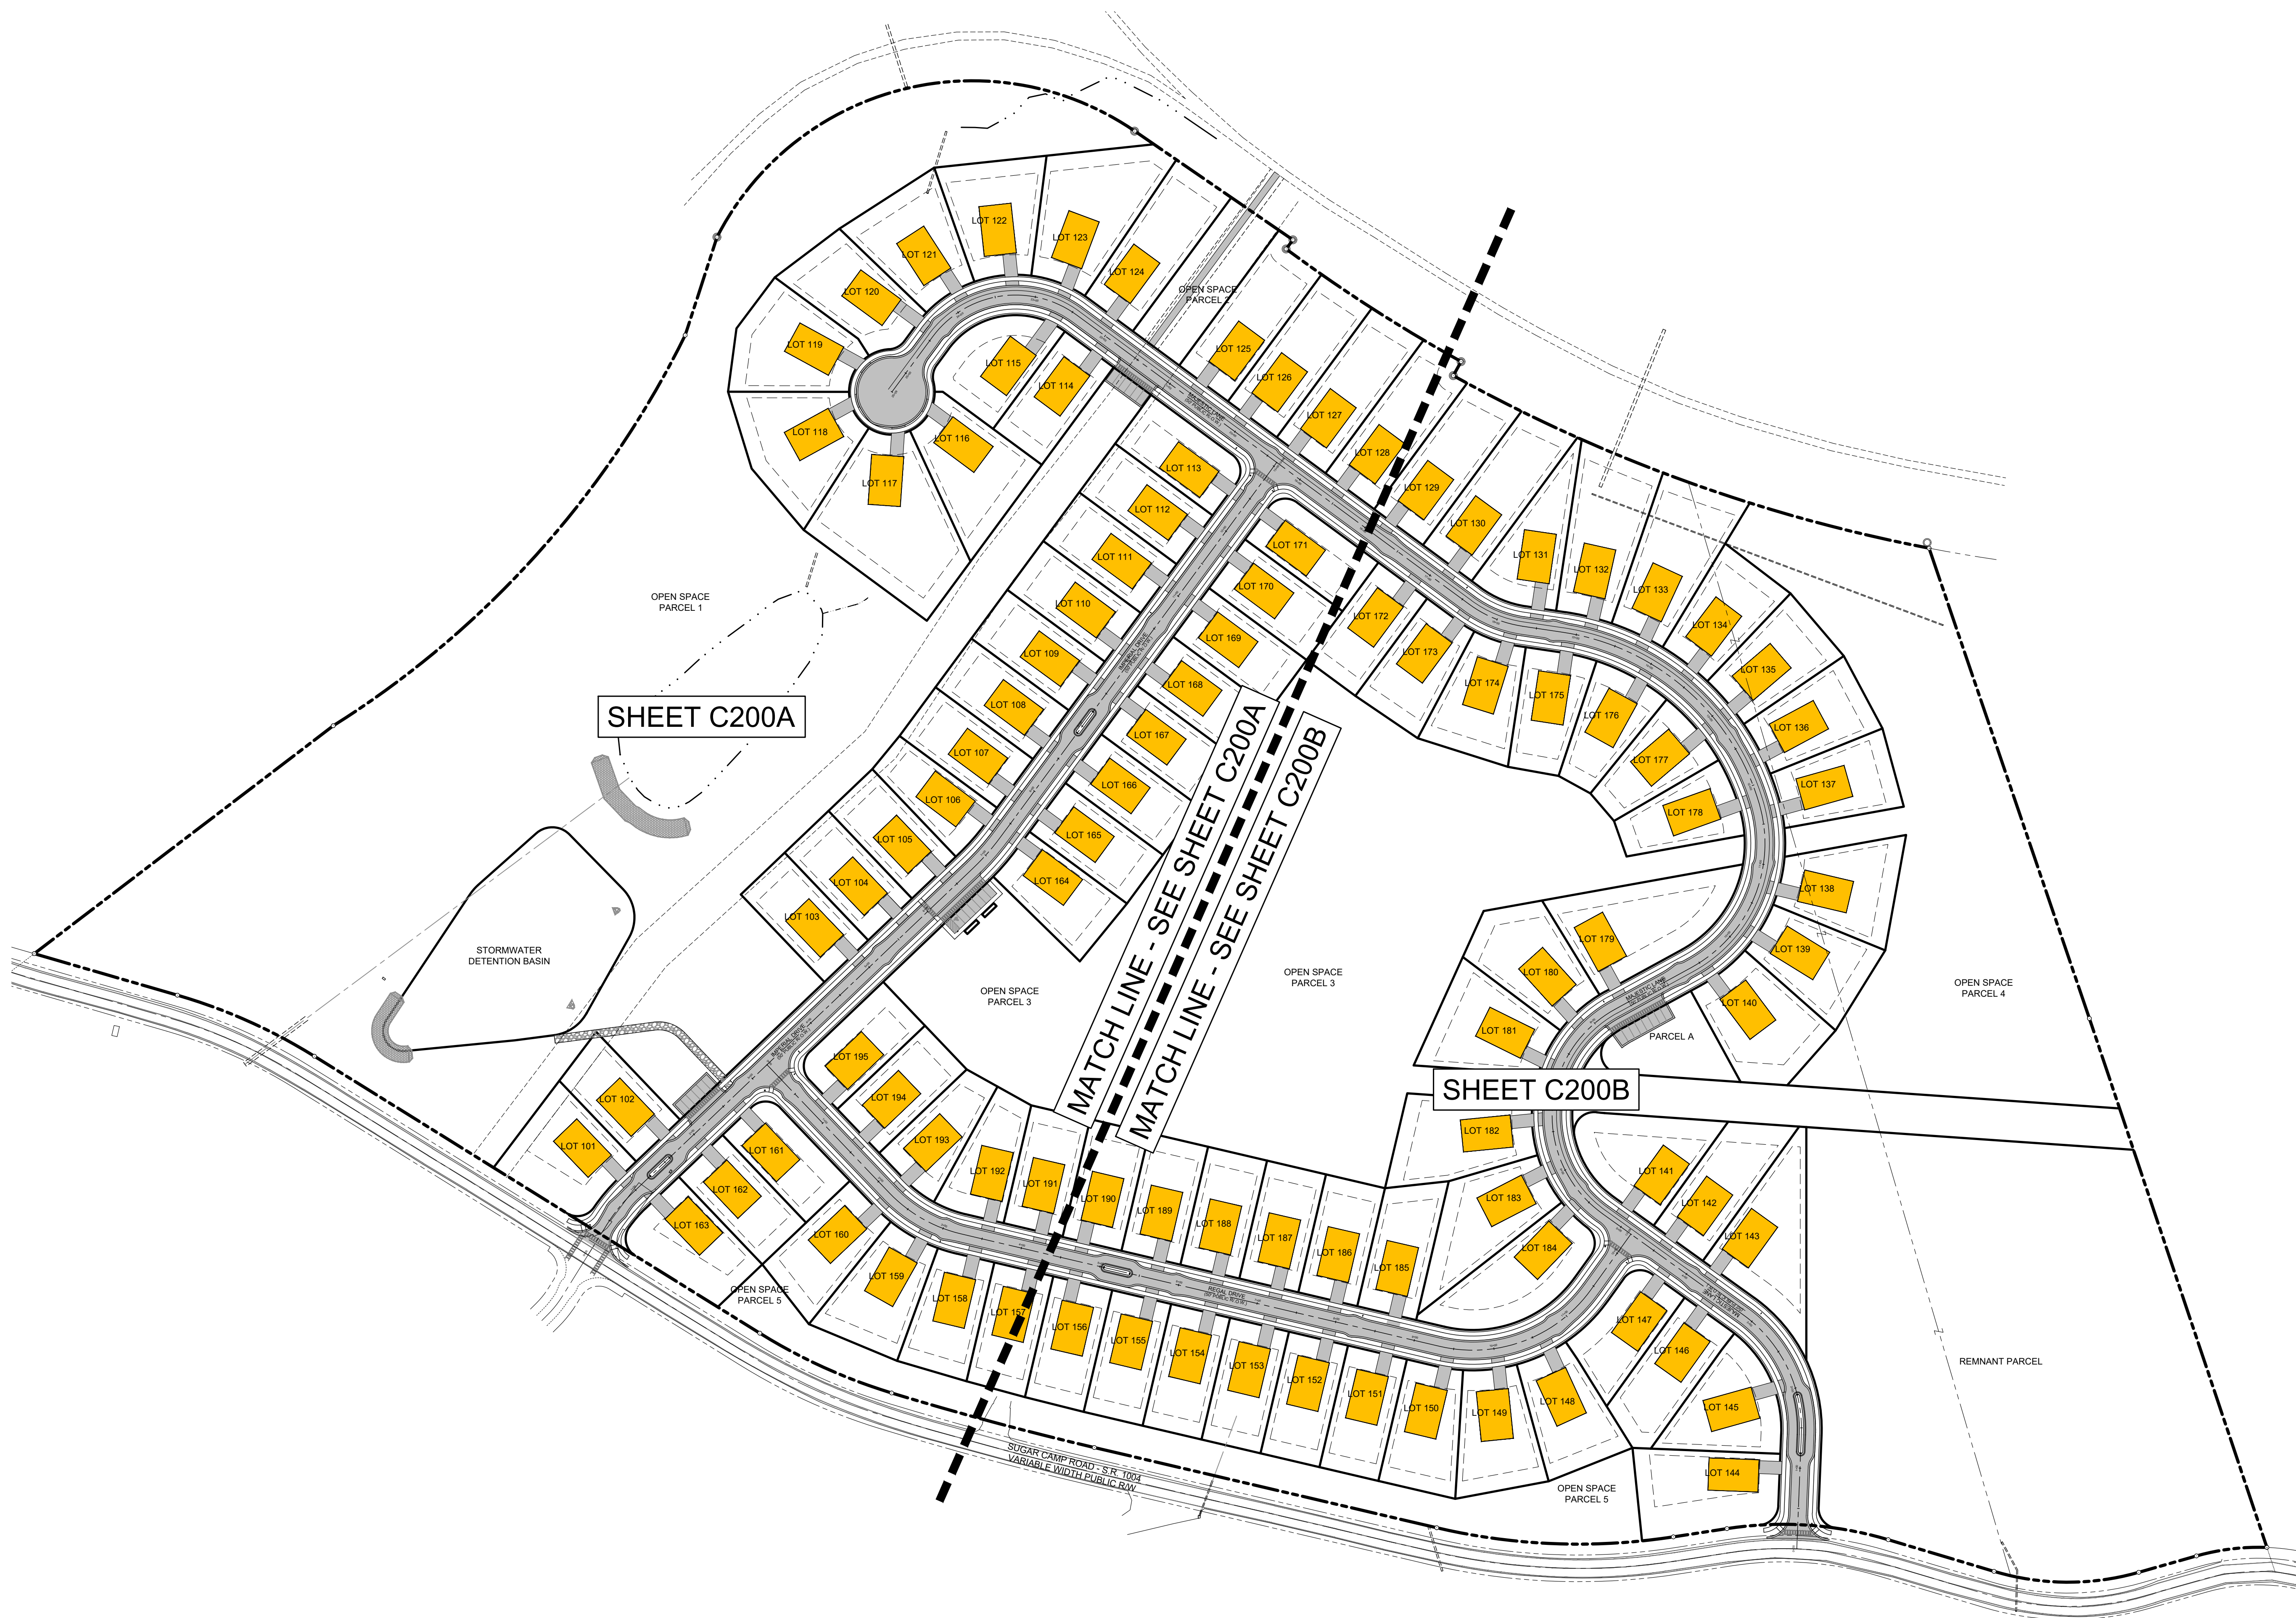 LOT 122
LOT 123
LOT 121
LOT 124
LOT 120
OPEN SPACE
PARCEL 2
LOT 119
LOT 115
LOT 125
LOT 114
LOT 126
MAJESTIC LANE
LOT 118
LOT 116
LOT 127
LOT 128
LOT 117
LOT 113
LOT 129
LOT 112
LOT 130
LOT 171
LOT 111
LOT 131
LOT 132
LOT 170
LOT 133
OPEN SPACE
PARCEL 1
LOT 110
LOT 172
LOT 134
LOT 169
IMPERIAL DRIVE
LOT 109
LOT 173
LOT 135
LOT 168
LOT 174
LOT 175
LOT 108
LOT 176
SHEET C200A
LOT 136
LOT 167
LOT 107
LOT 177
LOT 166
LOT 137
LOT 106
LOT 178
LOT 165
LOT 105
LOT 164
LOT 104
LOT 138
LOT 103
MATCH LINE - SEE SHEET C200A
MATCH LINE - SEE SHEET C200B
LOT 179
LOT 139
STORMWATER
DETENTION BASIN
LOT 180
OPEN SPACE
PARCEL 3
OPEN SPACE
PARCEL 3
OPEN SPACE
PARCEL 4
MAJESTIC LANE
LOT 140
LOT 181
PARCEL A
IMPERIAL DRIVE
LOT 195
SHEET C200B
LOT 102
LOT 194
LOT 182
LOT 193
LOT 101
LOT 161
LOT 192
LOT 141
LOT 191
LOT 162
LOT 190
LOT 183
LOT 142
LOT 189
LOT 163
LOT 188
LOT 160
LOT 187
LOT 143
LOT 184
LOT 186
LOT 185
LOT 159
OPEN SPACE
PARCEL 5
REGAL DRIVE
LOT 158
MAJESTIC LANE
LOT 157
LOT 147
LOT 156
LOT 155
LOT 146
LOT 154
REMNANT PARCEL
LOT 153
LOT 152
LOT 151
LOT 148
LOT 150
LOT 145
LOT 149
SUGAR CAMP ROAD - S.R. 1004
VARIABLE WIDTH PUBLIC R/W
LOT 144
OPEN SPACE
PARCEL 5